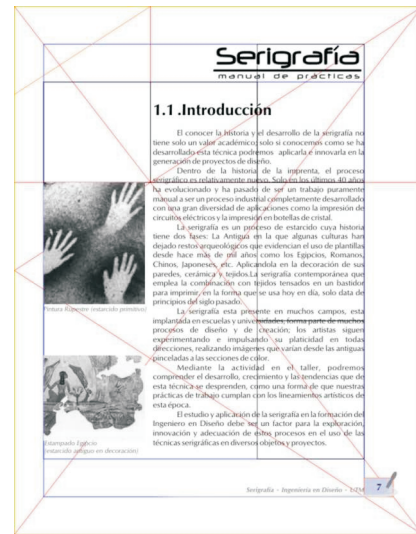 Serigrafía
manual de prácticas
1.1 .Introducción
El conocer la historia y el desarrollo de la serigrafía no
tiene solo un valor académico; solo si conocemos como se ha
desarrollado esta técnica podremos aplicarla e innovarla en la
generación de proyectos de diseño.
Dentro de la historia de la imprenta, el proceso
serigráfico es relativamente nuevo. Solo en los últimos 40 años
ha evolucionado y ha pasado de ser un trabajo puramente
manual a ser un proceso industrial completamente desarrollado
con una gran diversidad de aplicaciones como la impresión de
circuitos eléctricos y la impresión en botellas de cristal.
La serigrafía es un proceso de estarcido cuya historia
tiene dos fases: La Antigua en la que algunas culturas han
dejado restos arqueológicos que evidencian el uso de plantillas
desde hace mas de mil años como los Egipcios, Romanos,
Chinos, Japoneses, etc. Aplicandola en la decoración de sus
paredes, cerámica y tejidos.La serigrafía contemporánea que
emplea la combinación con tejidos tensados en un bastidor
para imprimir, en la forma que se usa hoy en día, solo data de
principios del siglo pasado.
Pintura Rupestre (estarcido primitivo)
La serigrafía esta presente en muchos campos, esta
implantada en escuelas y universidades, forma parte de muchos
procesos de diseño y de creación; los artistas siguen
experimentando e impulsando su platicidad en todas
direcciones, realizando imágenes que varían desde las antiguas
pinceladas a las secciones de color.
Mediante la actividad en el taller, podremos
comprender el desarrollo, crecimiento y las tendencias que de
esta técnica se desprenden, como una forma de que nuestras
prácticas de trabajo cumplan con los lineamientos artísticos de
esta época.
El estudio y aplicación de la serigrafía en la formación del
Ingeniero en Diseño debe ser un factor para la exploración,
innovación y adecuación de estos procesos en el uso de las
técnicas serigráficas en diversos objetos y proyectos.
Estampado Egipcio
(estarcido antiguo en decoración)
Serigrafía - Ingeniería en Diseño - UTM
7